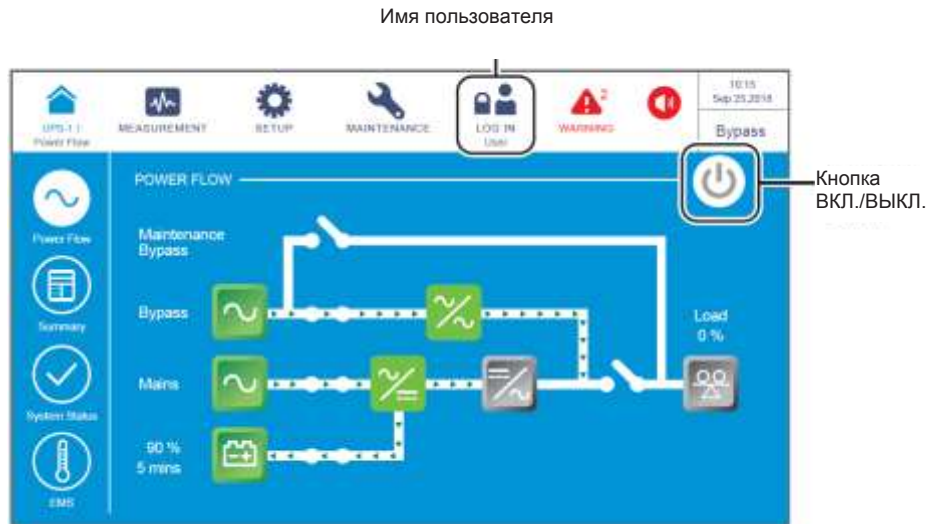 Имя пользователя
10:15
Sep 25,2018
UPS-1 /
Power Flow
MEASUREMENT
SETUP
MAINTENANCE
LOG IN
User
WARNING
2
Bypass
POWER FLOW
Кнопка
ВКЛ./ВЫКЛ.
Power Flow
Maintenance
Bypass
Summary
Bypass
Load
0 %
Mains
System Status
90 %
5 mins
EMS